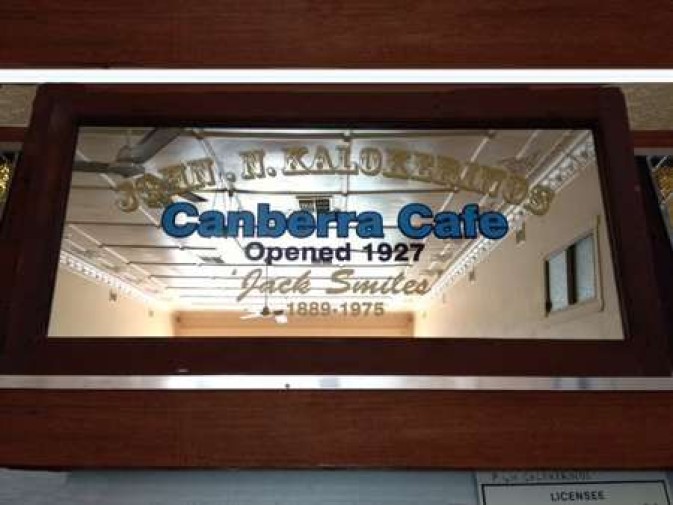 JOHN . N. KALOKERINOS
Canberra Cafe
Opened 1927
'Jack Smiles'
1889-1975
LICENSEE